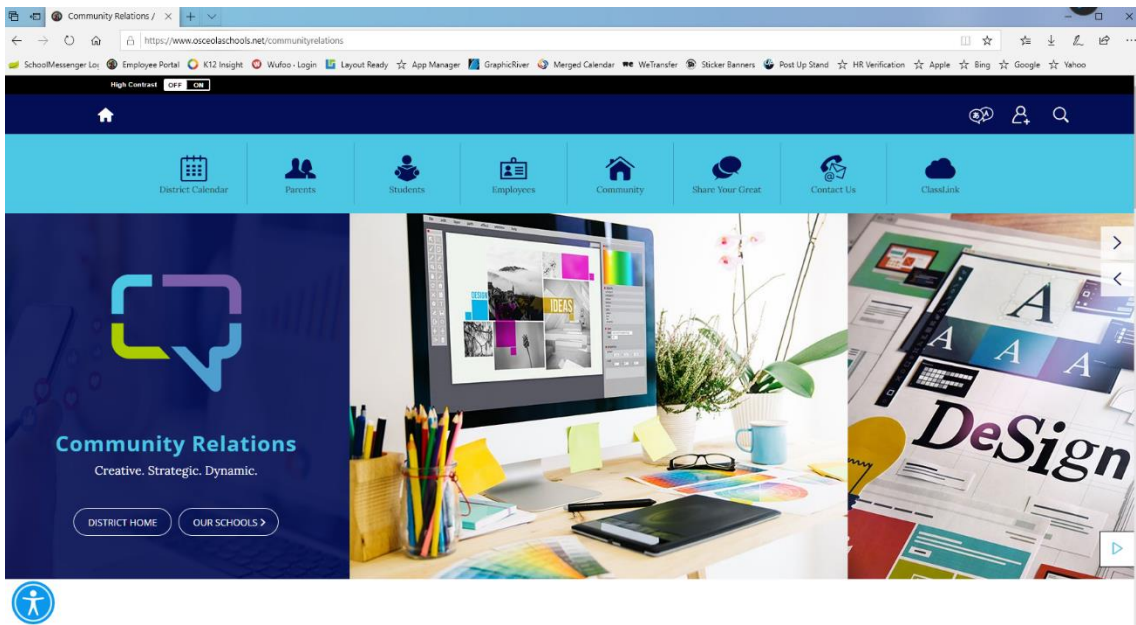 Community Relations /
https://www.osceolaschools.net/communityrelations
SchoolMessenger Log Employee Portal K12 Insight Wufoo - Login Layout Ready App Manager GraphicRiver Merged Calendar WeTransfer Sticker Banners Post Up Stand HR Verification Apple Bing Google Yahoo
High Contrast OFF ON
District Calendar Parents Students Employees Community Share Your Great Contact Us ClassLink
DESIGN
IDEAS
A
A A A A
DeSign
Community Relations
Creative. Strategic. Dynamic.
DISTRICT HOME OUR SCHOOLS >